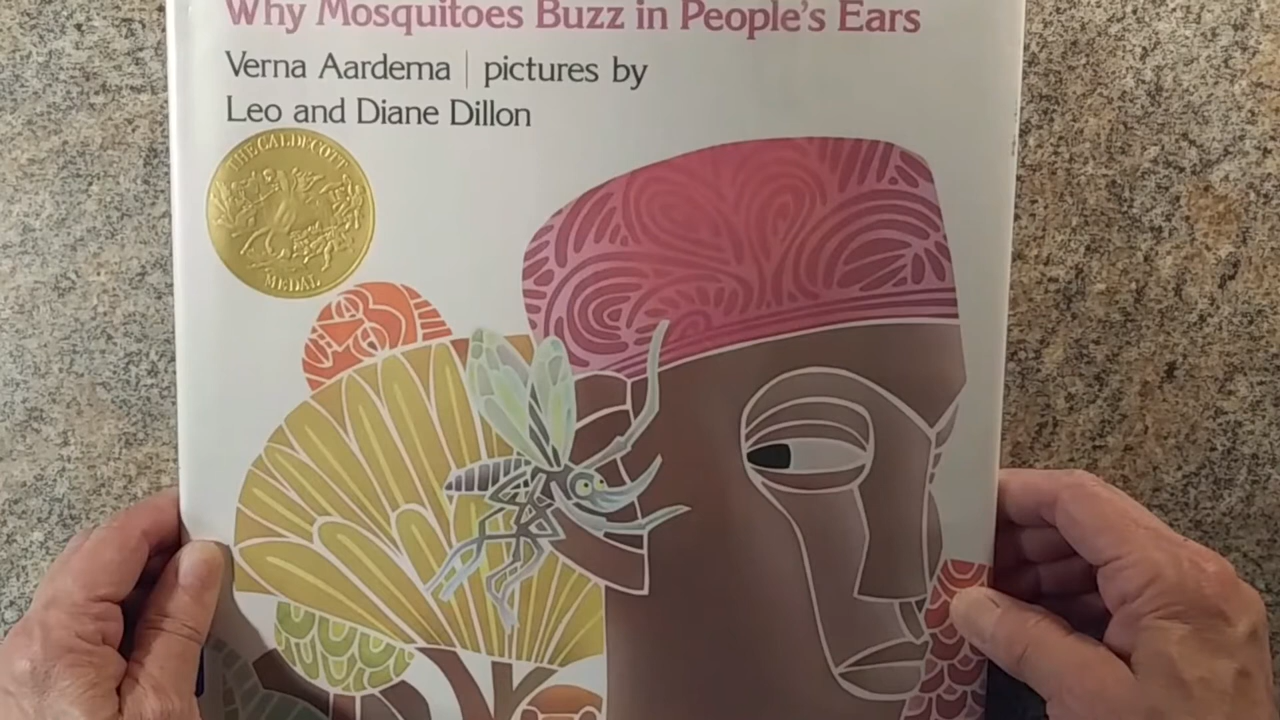 Why Mosquitoes Buzz in People's Ears
Verna Aardema | pictures by
Leo and Diane Dillon
THE CALDECOTT
MEDAL